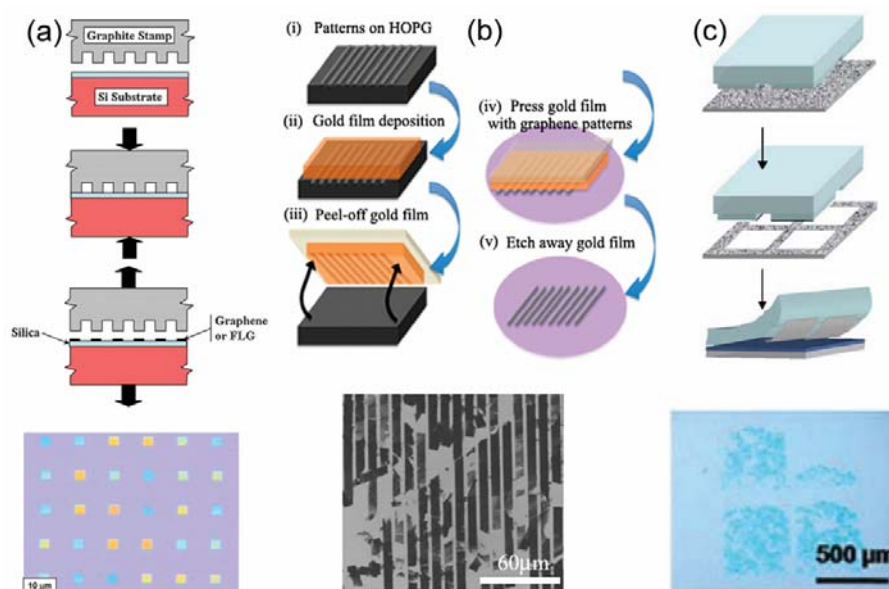 (a)
Graphite Stamp
Si Substrate
Silica
Graphene
or FLG
10 μm
(b)
(i) Patterns on HOPG
(ii) Gold film deposition
(iii) Peel-off gold film
(iv) Press gold film
with graphene patterns
(v) Etch away gold film
60μm
(c)
500 μm